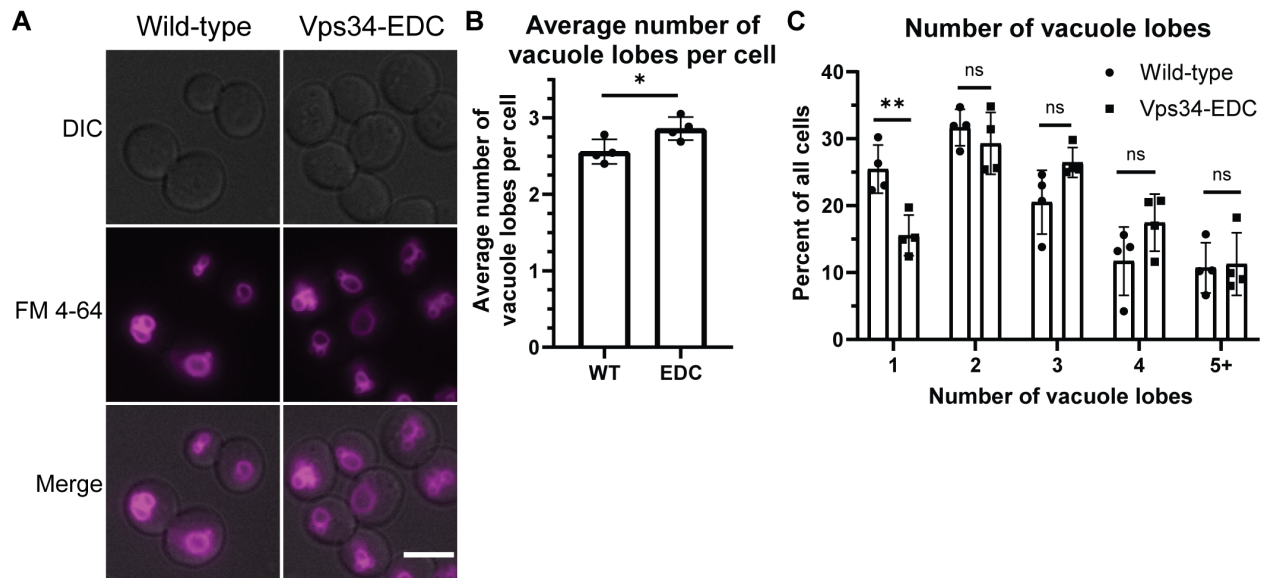 A
Wild-type
Vps34-EDC
DIC
FM 4-64
Merge
B
Average number of
vacuole lobes per cell
Average number of
vacuole lobes per cell
3
2
1
0
*
WT
EDC
C
Number of vacuole lobes
Wild-type
Vps34-EDC
Percent of all cells
40
30
20
10
0
**
ns
ns
ns
ns
1
2
3
4
5+
Number of vacuole lobes